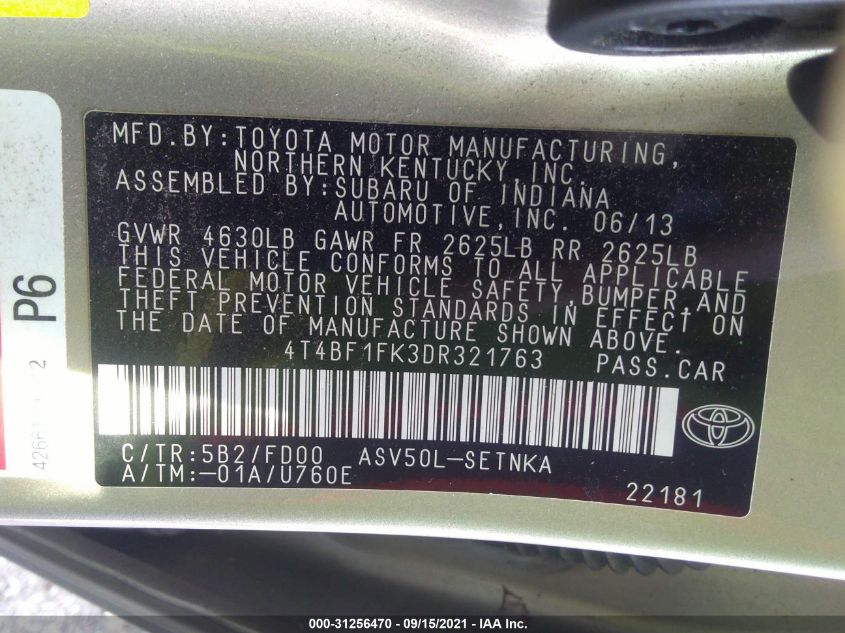 MFD.BY:TOYOTA MOTOR MANUFACTURING,
NORTHERN KENTUCKY INC.
ASSEMBLED BY:SUBARU OF INDIANA
AUTOMOTIVE,INC. 06/13
GVWR 4630LB GAWR FR 2625LB RR 2625LB
THIS VEHICLE CONFORMS TO ALL APPLICABLE
FEDERAL MOTOR VEHICLE SAFETY,BUMPER,AND
THEFT PREVENTION STANDARDS IN EFFECT ON
THE DATE OF MANUFACTURE SHOWN ABOVE.
4T4BF1FK3DR321763 PASS.CAR
C/TR:5B2/FD00 ASV50L-SETNKA
A/TM:-01A/U760E
22181
P6
000-31256470 - 09/15/2021 - © IAA, Inc.